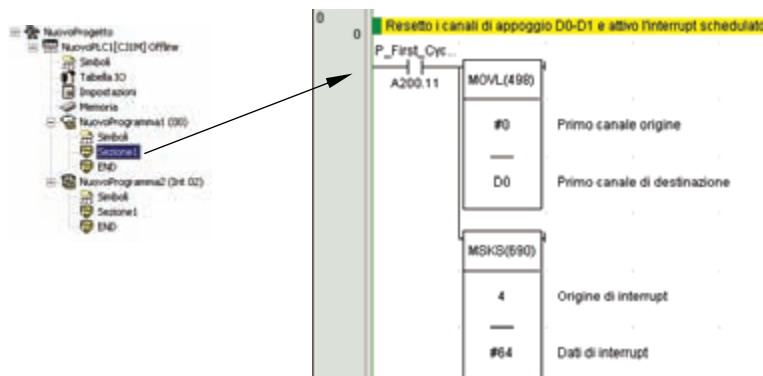 NuovoProgetto
NuovoPLC1[CJ1M] Offline
Simboli
Tabella IO
Impostazioni
Memoria
NuovoProgramma1 (00)
Simboli
Sezione1
END
NuovoProgramma2 (Int 02)
Simboli
Sezione1
END
0
0
Resetto i canali di appoggio D0-D1 e attivo l'interrupt schedulato
P_First_Cyc...
A200.11
MOVL(498)
#0
Primo canale origine
D0
Primo canale di destinazione
MSKS(690)
4
Origine di interrupt
#64
Dati di interrupt